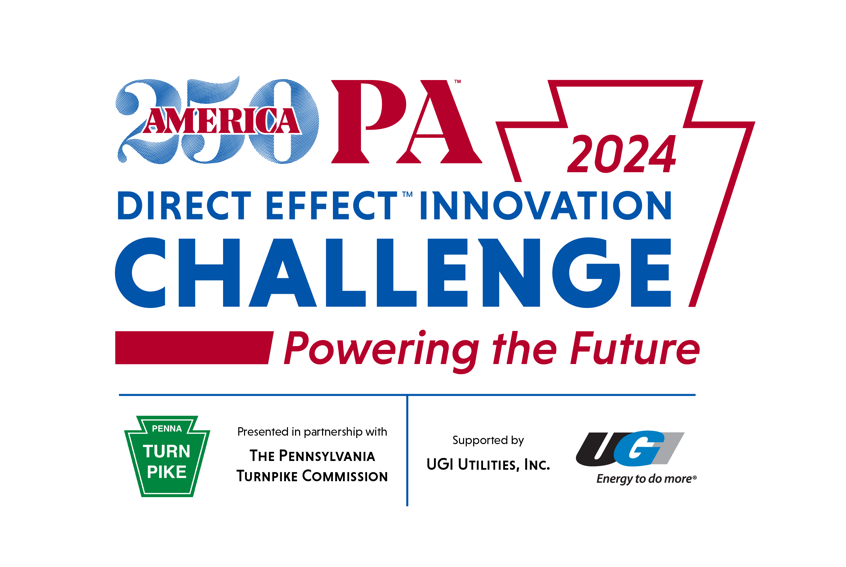 250
AMERICA
PA™
2024
DIRECT EFFECT™ INNOVATION
CHALLENGE
Powering the Future
PENNA
TURN
PIKE
Presented in partnership with
THE PENNSYLVANIA
TURNPIKE COMMISSION
Supported by
UGI UTILITIES, INC.
UGI
Energy to do more®